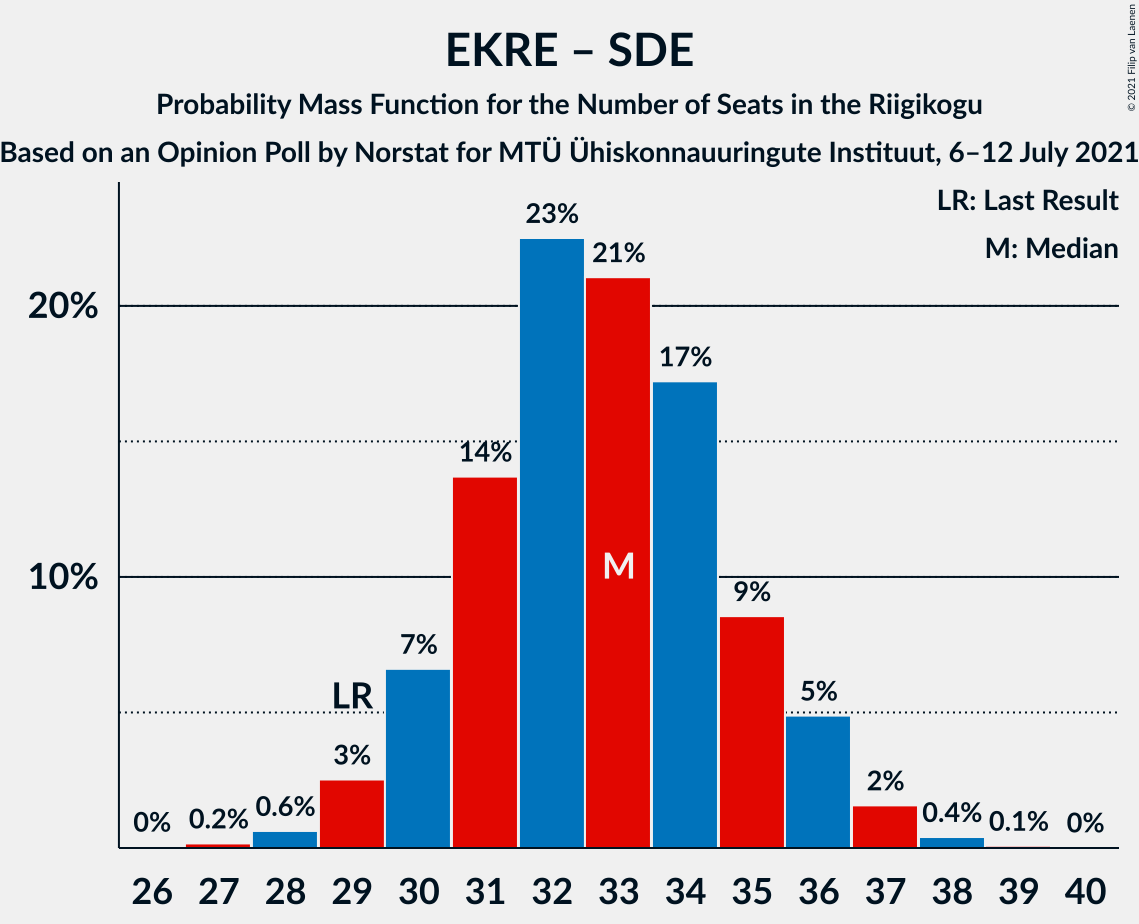 EKRE – SDE
Probability Mass Function for the Number of Seats in the Riigikogu
Based on an Opinion Poll by Norstat for MTÜ Ühiskonnauuringute Instituut, 6–12 July 2021
© 2021 Filip van Laenen
LR: Last Result
M: Median
20%
10%
0%
0.2%
0.6%
3%
LR
7%
14%
23%
21%
M
17%
9%
5%
2%
0.4%
0.1%
0%
26 27 28 29 30 31 32 33 34 35 36 37 38 39 40